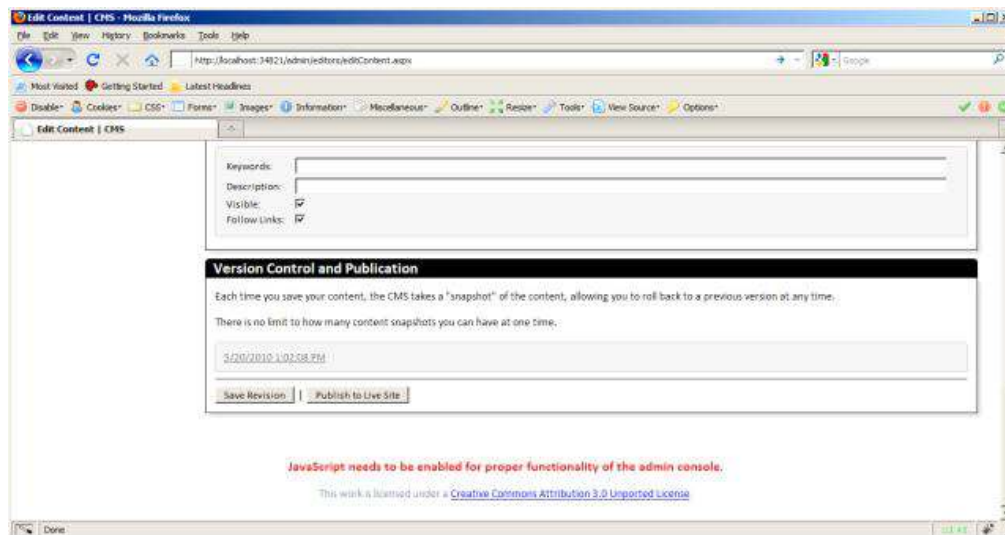 Edit Content | CMS - Mozilla Firefox
File Edit View History Bookmarks Tools Help
http://localhost:34821/admin/editors/editContent.aspx
Google
Most Visited Getting Started Latest Headlines
Disable Cookies CSS Forms Images Information Miscellaneous Outline Resize Tools View Source Options
Edit Content | CMS
Keywords:
Description:
Visible:
Follow Links:
Version Control and Publication
Each time you save your content, the CMS takes a "snapshot" of the content, allowing you to roll back to a previous version at any time.
There is no limit to how many content snapshots you can have at one time.
5/20/2010 1:02:08 PM
Save Revision | Publish to Live Site
JavaScript needs to be enabled for proper functionality of the admin console.
This work is licensed under a Creative Commons Attribution 3.0 Unported License
Done